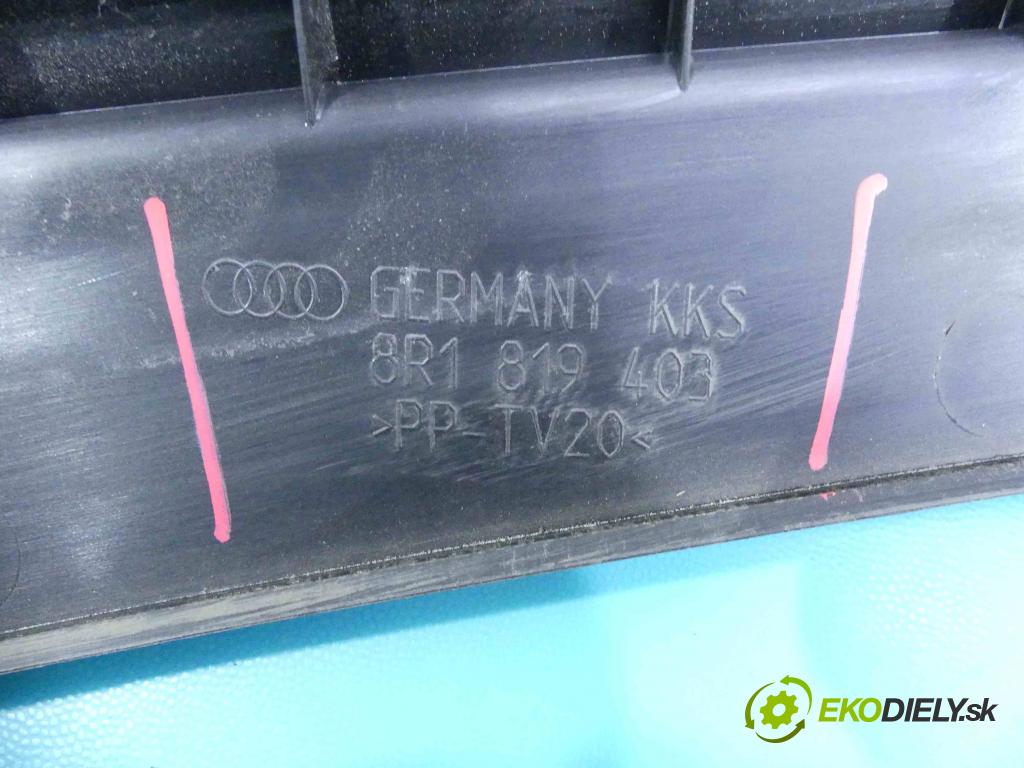 GERMANY KKS
8R1 819 403
>PP-TV20<
EKODIELY.sk